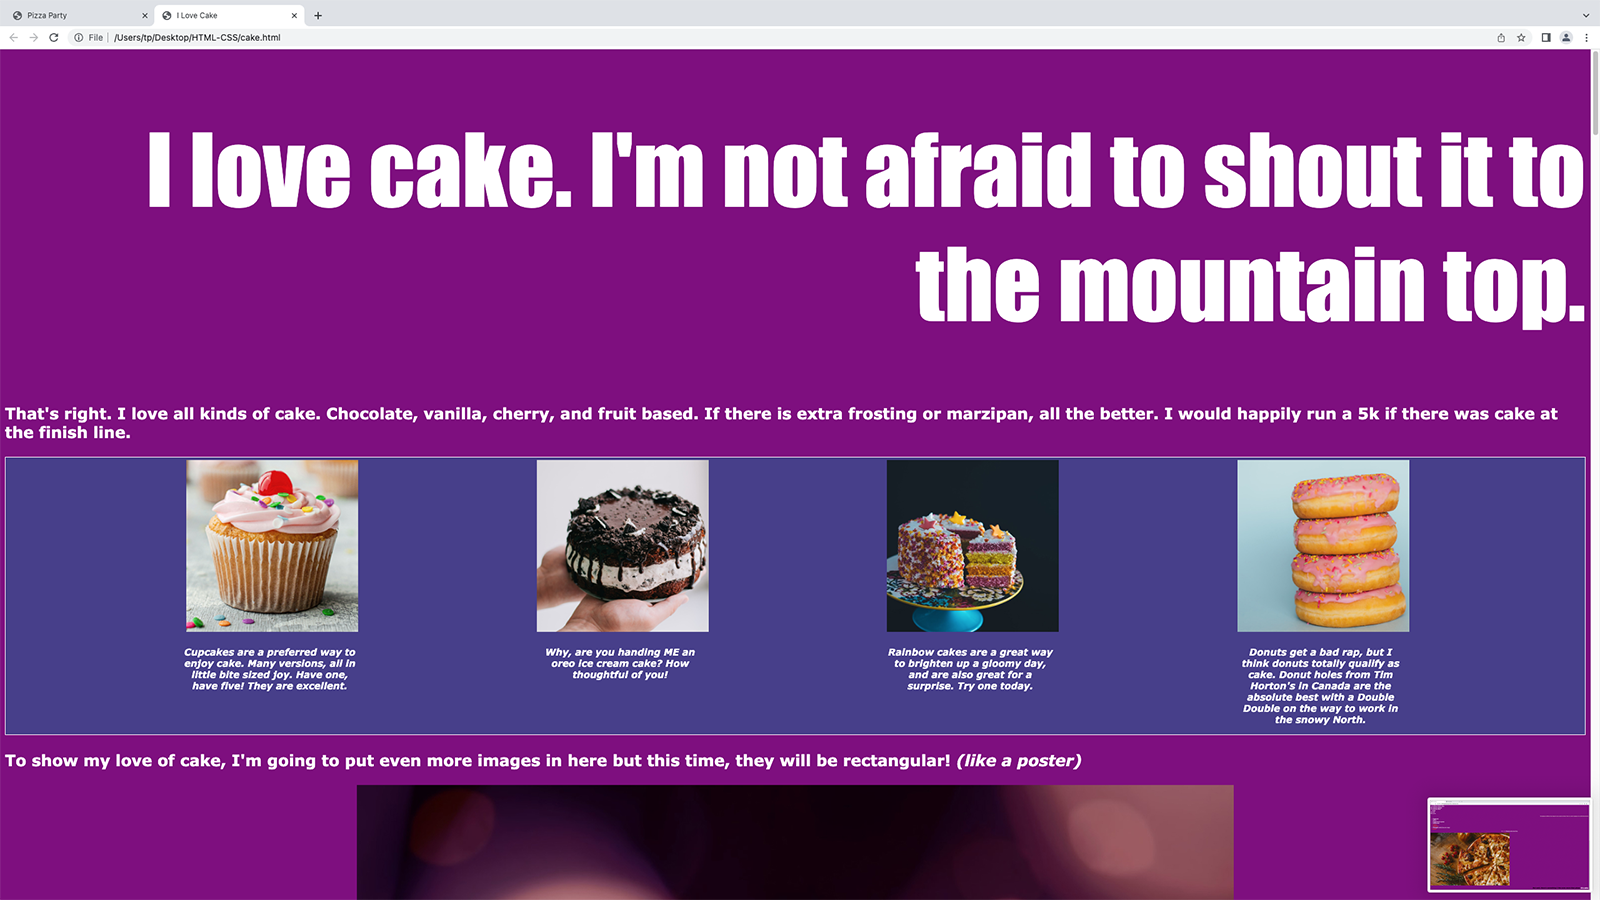 Pizza Party
I Love Cake
File
/Users/tp/Desktop/HTML-CSS/cake.html
I love cake. I'm not afraid to shout it to
the mountain top.
That's right. I love all kinds of cake. Chocolate, vanilla, cherry, and fruit based. If there is extra frosting or marzipan, all the better. I would happily run a 5k if there was cake at
the finish line.
Cupcakes are a preferred way to
enjoy cake. Many versions, all in
little bite sized joy. Have one,
have five! They are excellent.
Why, are you handing ME an
oreo ice cream cake? How
thoughtful of you!
Rainbow cakes are a great way
to brighten up a gloomy day,
and are also great for a
surprise. Try one today.
Donuts get a bad rap, but I
think donuts totally qualify as
cake. Donut holes from Tim
Horton's in Canada are the
absolute best with a Double
Double on the way to work in
the snowy North.
To show my love of cake, I'm going to put even more images in here but this time, they will be rectangular! (like a poster)